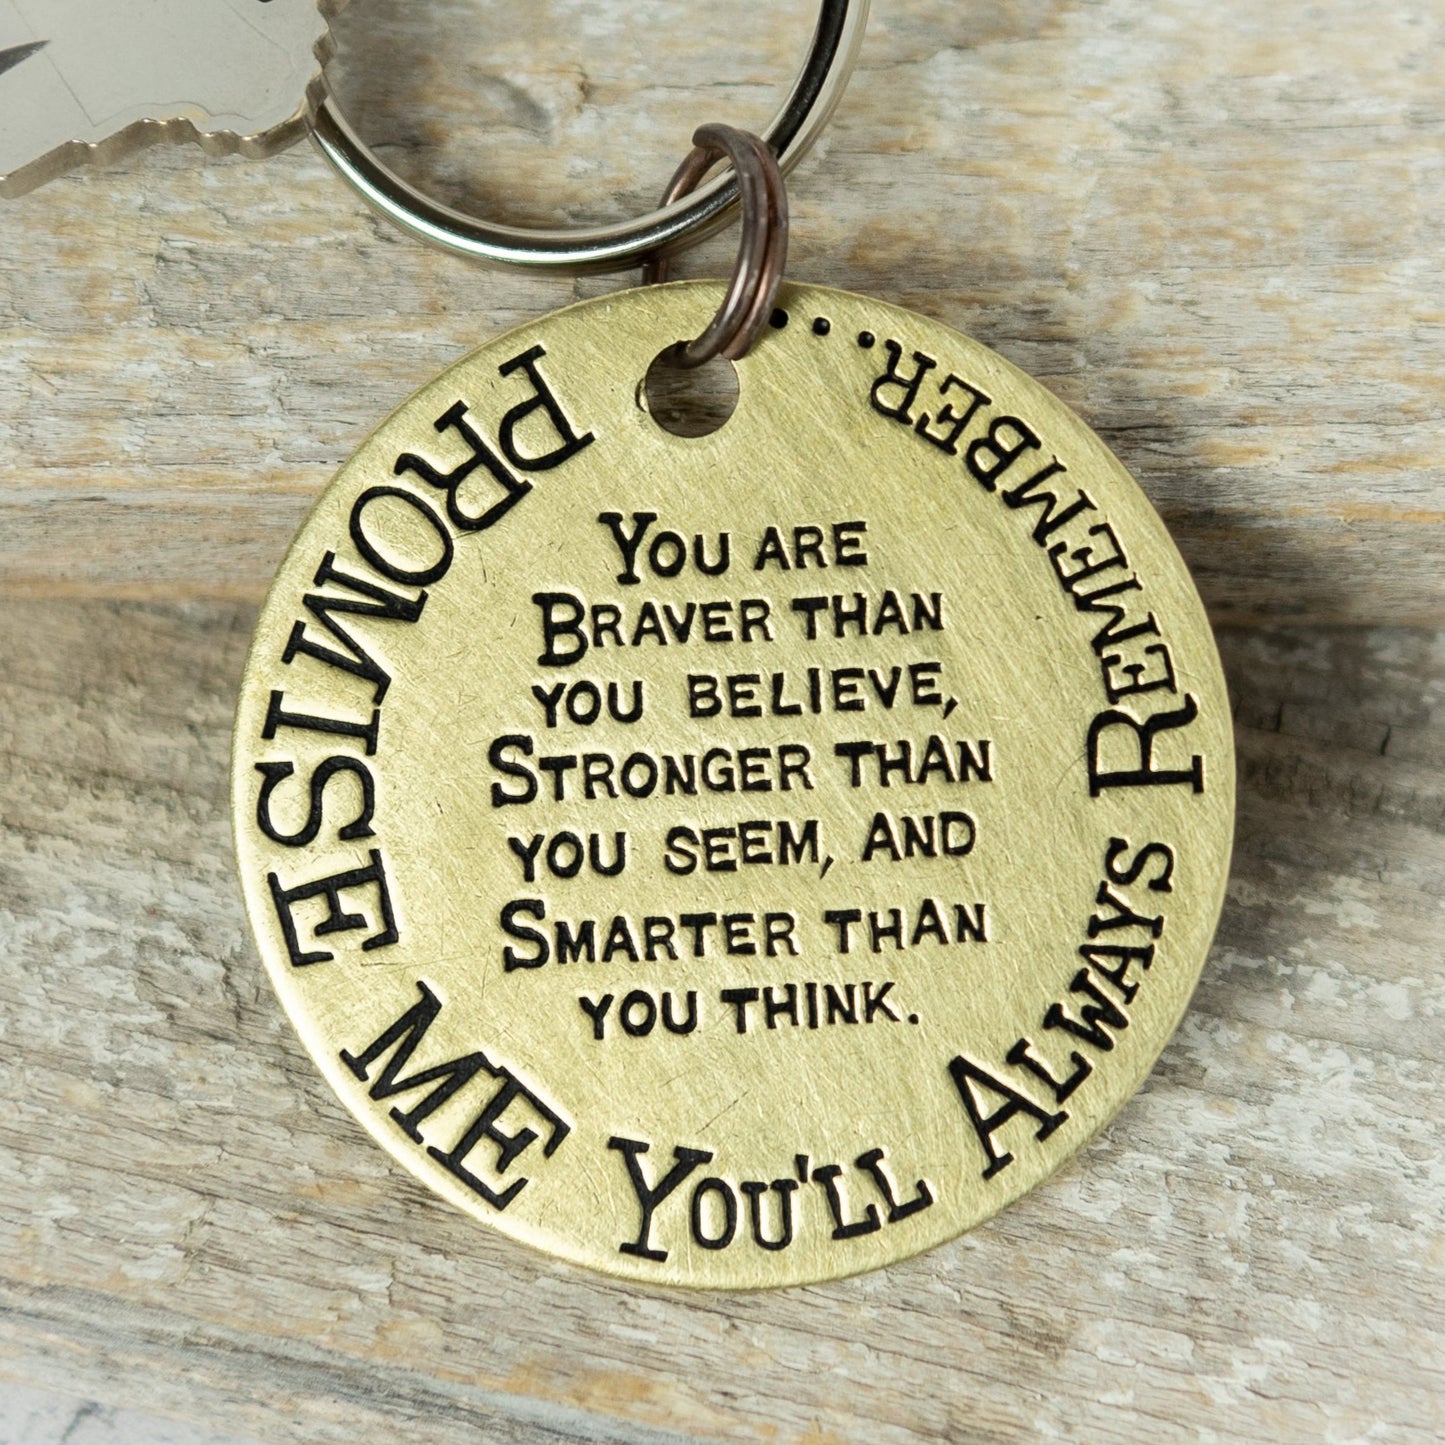 PROMISE ME YOU'LL ALWAYS REMEMBER....
YOU ARE
BRAVER THAN
YOU BELIEVE,
STRONGER THAN
YOU SEEM, AND
SMARTER THAN
YOU THINK.